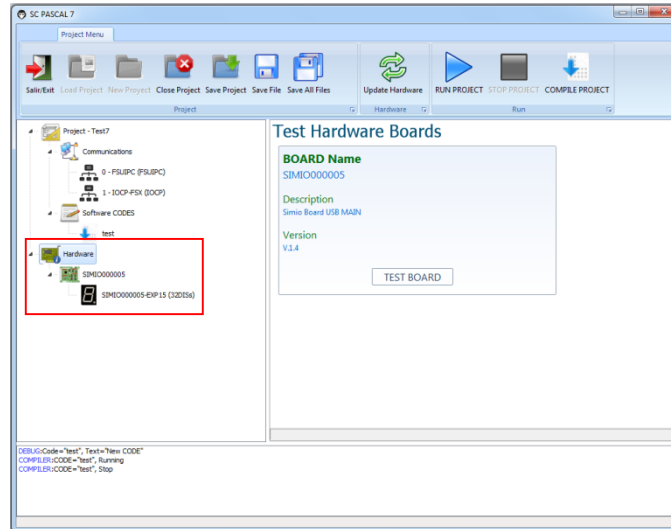 SC PASCAL 7
Project Menu
Salir/Exit Load Project New Proyect Close Project Save Project Save File Save All Files Update Hardware RUN PROJECT STOP PROJECT COMPILE PROJECT
Project Hardware Run
Project - Test7
Communications
0 - FSUIPC (FSUIPC)
1 - IOCP-FSX (IOCP)
Software CODES
test
Hardware
SIMIO000005
SIMIO000005-EXP15 (32DISs)
Test Hardware Boards
BOARD Name
SIMIO000005
Description
Simio Board USB MAIN
Version
V.1.4
TEST BOARD
DEBUG:Code="test", Text="New CODE"
COMPILER:CODE="test", Running
COMPILER:CODE="test", Stop